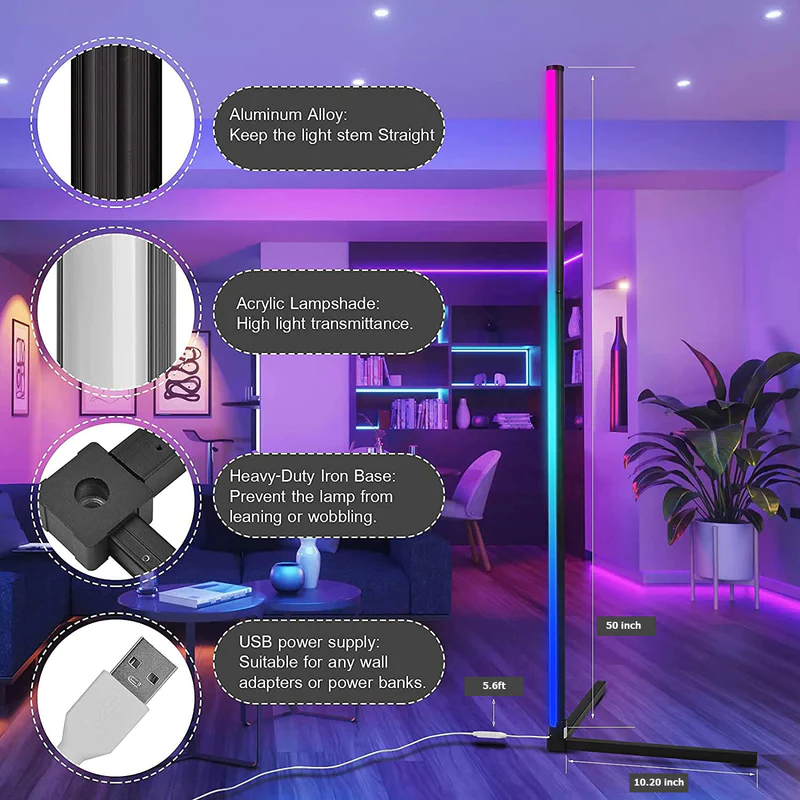 Aluminum Alloy:
Keep the light stem Straight
Acrylic Lampshade:
High light transmittance.
Heavy-Duty Iron Base:
Prevent the lamp from
leaning or wobbling.
USB power supply:
Suitable for any wall
adapters or power banks.
50 inch
5.6ft
10.20 inch